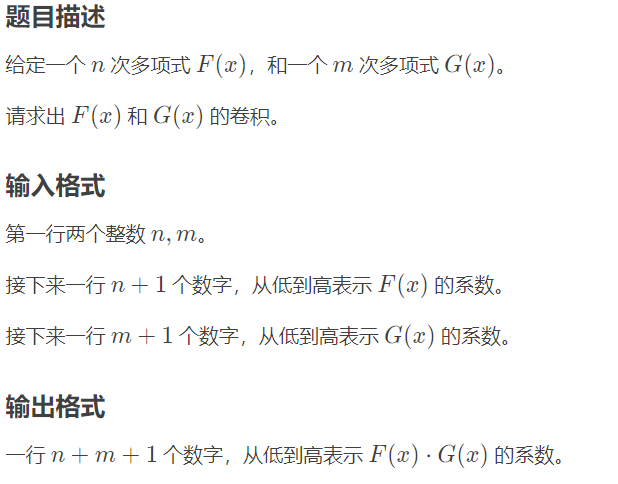 题目描述
给定一个 n 次多项式 F(x)，和一个 m 次多项式 G(x)。
请求出 F(x) 和 G(x) 的卷积。
输入格式
第一行两个整数 n, m。
接下来一行 n + 1 个数字，从低到高表示 F(x) 的系数。
接下来一行 m + 1 个数字，从低到高表示 G(x) 的系数。
输出格式
一行 n + m + 1 个数字，从低到高表示 F(x) · G(x) 的系数。